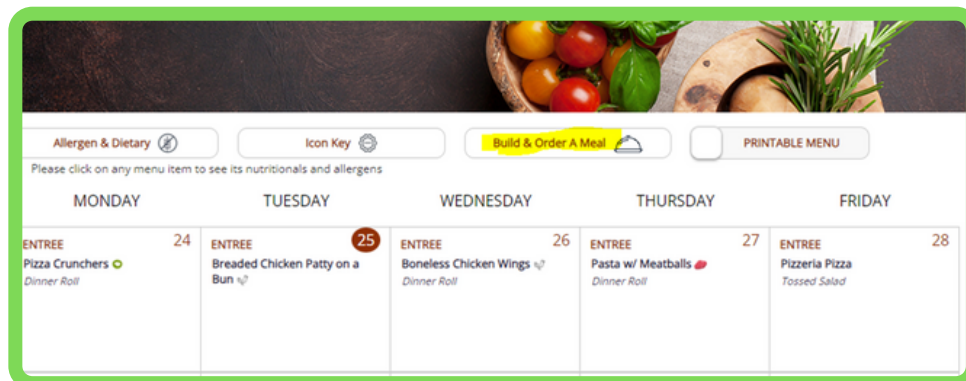 Allergen & Dietary
Icon Key
Build & Order A Meal
PRINTABLE MENU
Please click on any menu item to see its nutritionals and allergens
MONDAY
TUESDAY
WEDNESDAY
THURSDAY
FRIDAY
ENTREE 24
Pizza Crunchers
Dinner Roll
ENTREE 25
Breaded Chicken Patty on a
Bun
ENTREE 26
Boneless Chicken Wings
Dinner Roll
ENTREE 27
Pasta w/ Meatballs
Dinner Roll
ENTREE 28
Pizzeria Pizza
Tossed Salad